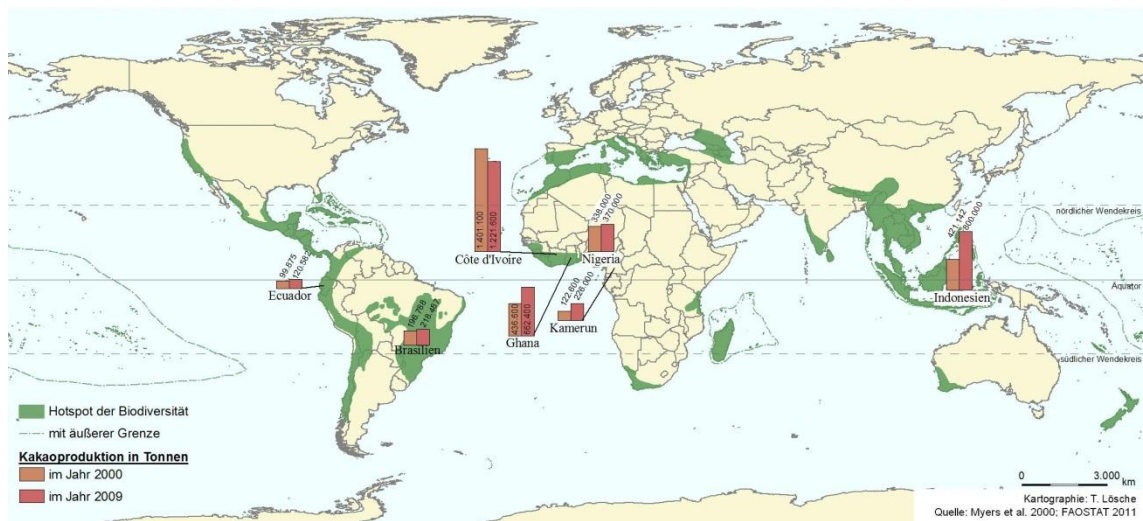 1.401.100
1.221.600
Côte d'Ivoire
338.000
370.000
Nigeria
421.142
800.000
Indonesien
nördlicher Wendekreis
Äquator
99.875
Ecuador
196.788
218.487
Brasilien
436.600
662.400
Ghana
122.600
226.000
Kamerun
südlicher Wendekreis
Hotspot der Biodiversität
mit äußerer Grenze
Kakaoproduktion in Tonnen
im Jahr 2000
im Jahr 2009
0 3.000
km
Kartographie: T. Lösche
Quelle: Myers et al. 2000; FAOSTAT 2011